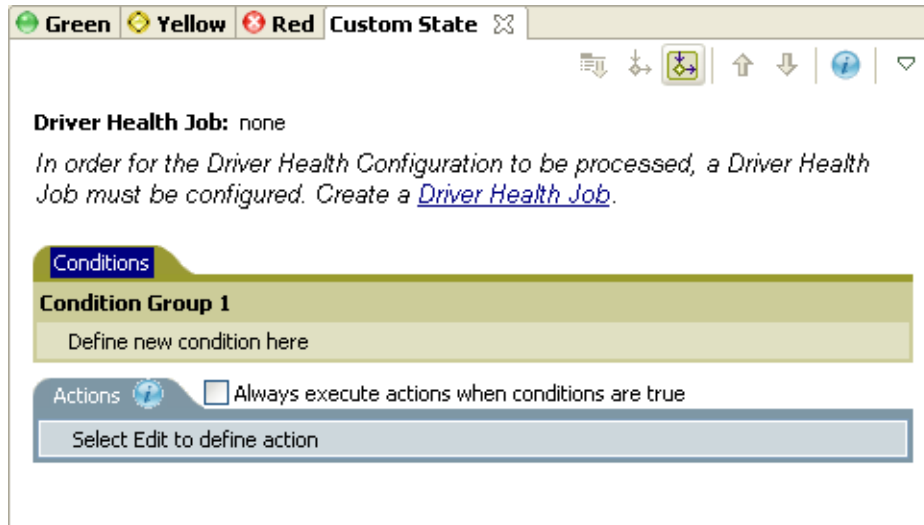 Green Yellow Red Custom State
Driver Health Job: none
In order for the Driver Health Configuration to be processed, a Driver Health
Job must be configured. Create a Driver Health Job.
Conditions
Condition Group 1
Define new condition here
Actions Always execute actions when conditions are true
Select Edit to define action